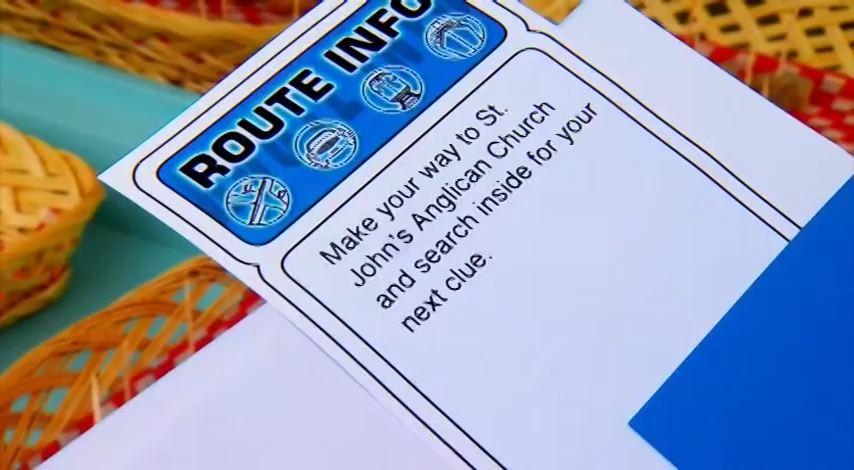 ROUTE INFO
Make your way to St.
John's Anglican Church
and search inside for your
next clue.